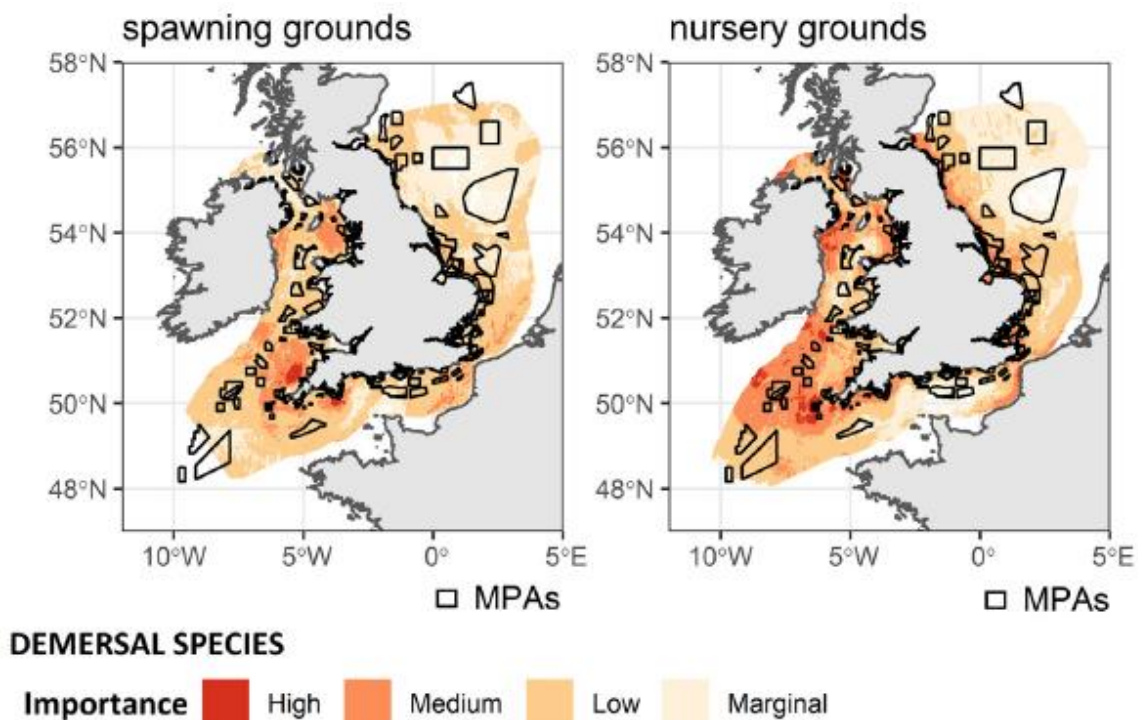 spawning grounds
nursery grounds
58°N
56°N
54°N
52°N
50°N
48°N
10°W 5°W 0° 5°E
MPAs
58°N
56°N
54°N
52°N
50°N
48°N
10°W 5°W 0° 5°E
MPAs
DEMERSAL SPECIES
Importance High Medium Low Marginal